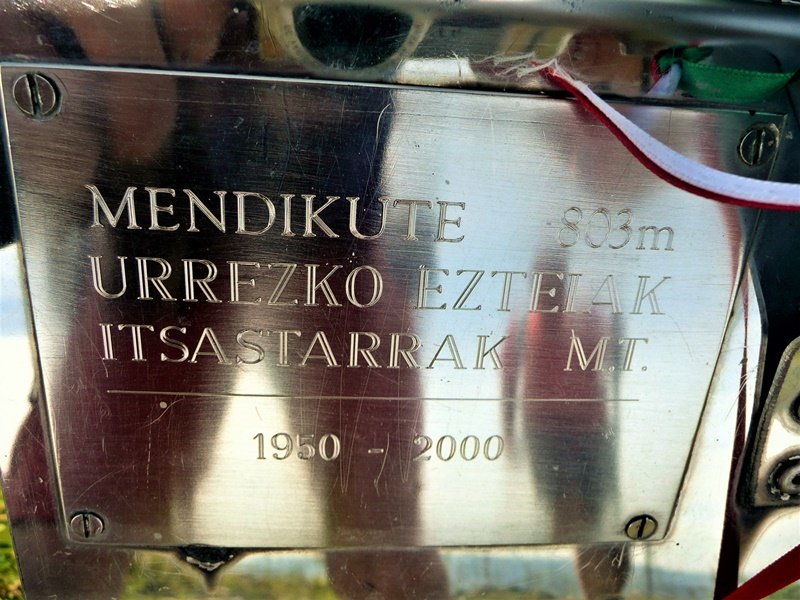 MENDIKUTE 803m
URREZKO EZTEIAK
ITSASTARRAK M.T.
1950 - 2000